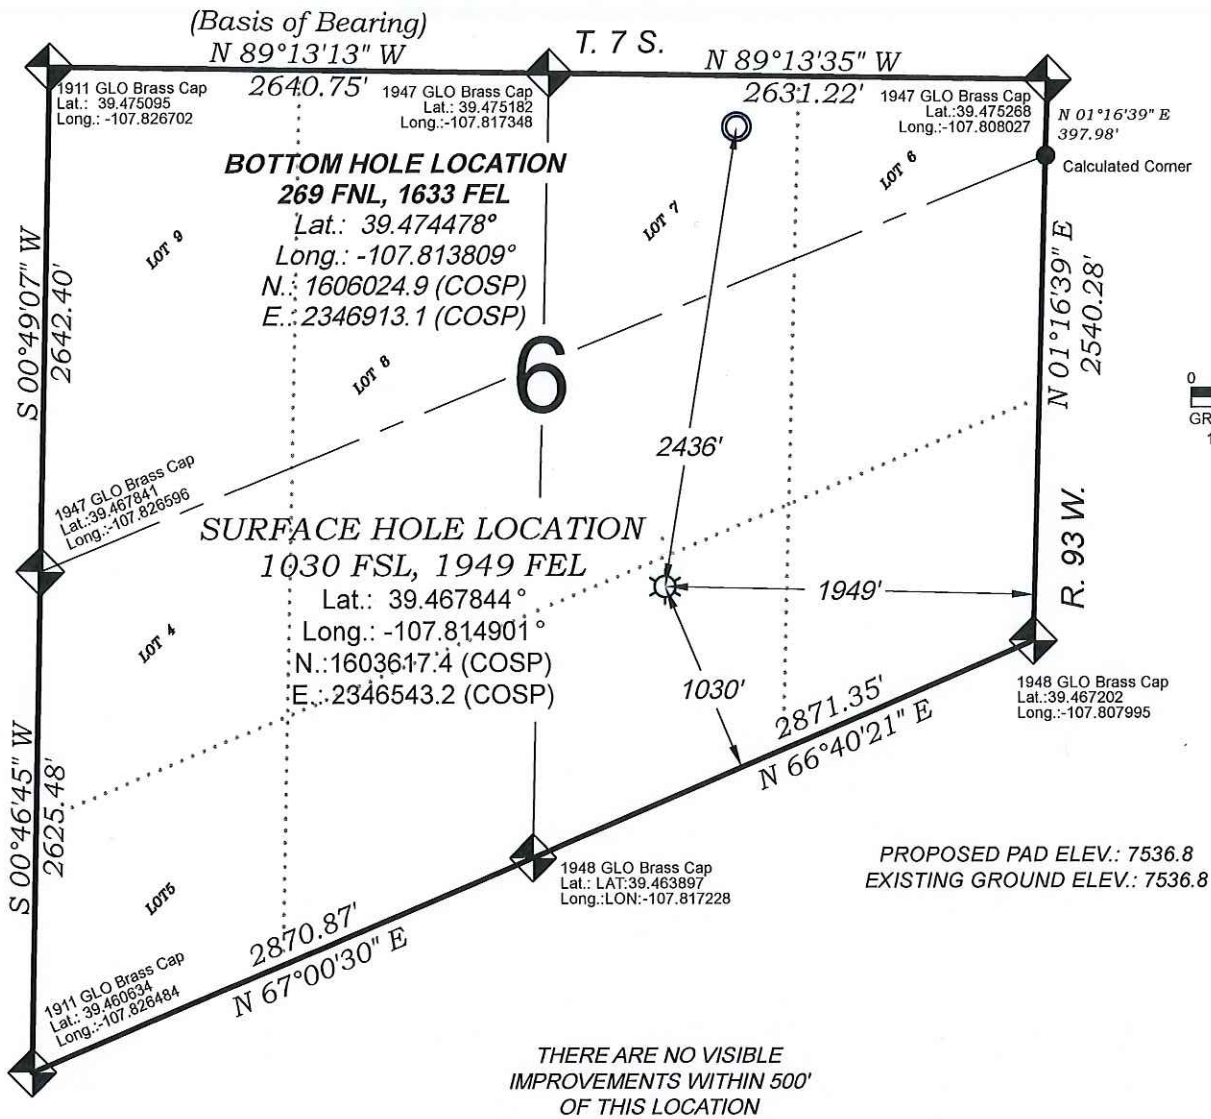 (Basis of Bearing)
N 89°13'13" W
2640.75'
T. 7 S.
N 89°13'35" W
2631.22'
1911 GLO Brass Cap
Lat.: 39.475095
Long.: -107.826702
1947 GLO Brass Cap
Lat.: 39.475182
Long.: -107.817348
1947 GLO Brass Cap
Lat.:39.475268
Long.:-107.808027
N 01°16'39" E
397.98'
Calculated Corner
BOTTOM HOLE LOCATION
269 FNL, 1633 FEL
Lat.: 39.474478°
Long.: -107.813809°
N.: 1606024.9 (COSP)
E.: 2346913.1 (COSP)
LOT 9
LOT 7
LOT 6
LOT 8
6
S 00°49'07" W
2642.40'
N 01°16'39" E
2540.28'
0
GR
1
2436'
1947 GLO Brass Cap
Lat.:39.467841
Long.:-107.826596
SURFACE HOLE LOCATION
1030 FSL, 1949 FEL
Lat.: 39.467844°
Long.: -107.814901°
N.:1603617.4 (COSP)
E.: 2346543.2 (COSP)
1949'
R. 93 W.
LOT 4
1030'
1948 GLO Brass Cap
Lat.:39.467202
Long.:-107.807995
2871.35'
N 66°40'21" E
S 00°46'45" W
2625.48'
LOT5
1948 GLO Brass Cap
Lat.: LAT:39.463897
Long.:LON:-107.817228
PROPOSED PAD ELEV.: 7536.8
EXISTING GROUND ELEV.: 7536.8
2870.87'
N 67°00'30" E
1911 GLO Brass Cap
Lat.: 39.460634
Long.:-107.826484
THERE ARE NO VISIBLE
IMPROVEMENTS WITHIN 500'
OF THIS LOCATION